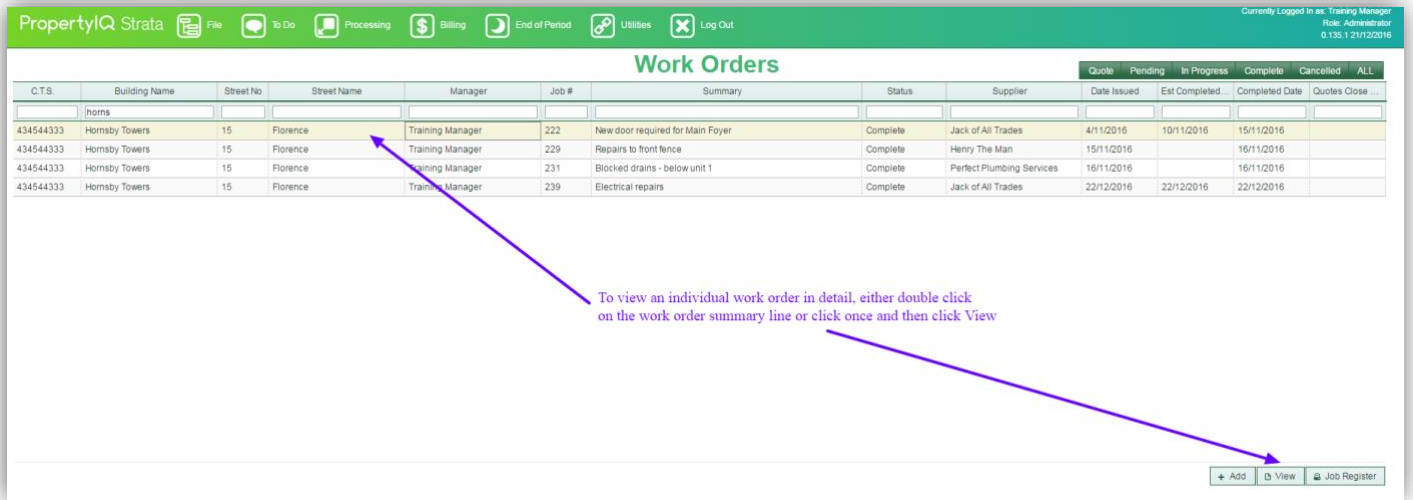 PropertyIQ Strata File To Do Processing Billing End of Period Utilities Log Out
Currently Logged In as: Training Manager
Role: Administrator
0.135.1 21/12/2016
Work Orders
Quote Pending In Progress Complete Cancelled ALL
C.T.S. Building Name Street No Street Name Manager Job # Summary Status Supplier Date Issued Est Completed... Completed Date Quotes Close ...
horns
434544333 Hornsby Towers 15 Florence Training Manager 222 New door required for Main Foyer Complete Jack of All Trades 4/11/2016 10/11/2016 15/11/2016
434544333 Hornsby Towers 15 Florence Training Manager 229 Repairs to front fence Complete Henry The Man 15/11/2016 16/11/2016
434544333 Hornsby Towers 15 Florence Training Manager 231 Blocked drains - below unit 1 Complete Perfect Plumbing Services 16/11/2016 16/11/2016
434544333 Hornsby Towers 15 Florence Training Manager 239 Electrical repairs Complete Jack of All Trades 22/12/2016 22/12/2016 22/12/2016
To view an individual work order in detail, either double click
on the work order summary line or click once and then click View
+ Add View Job Register